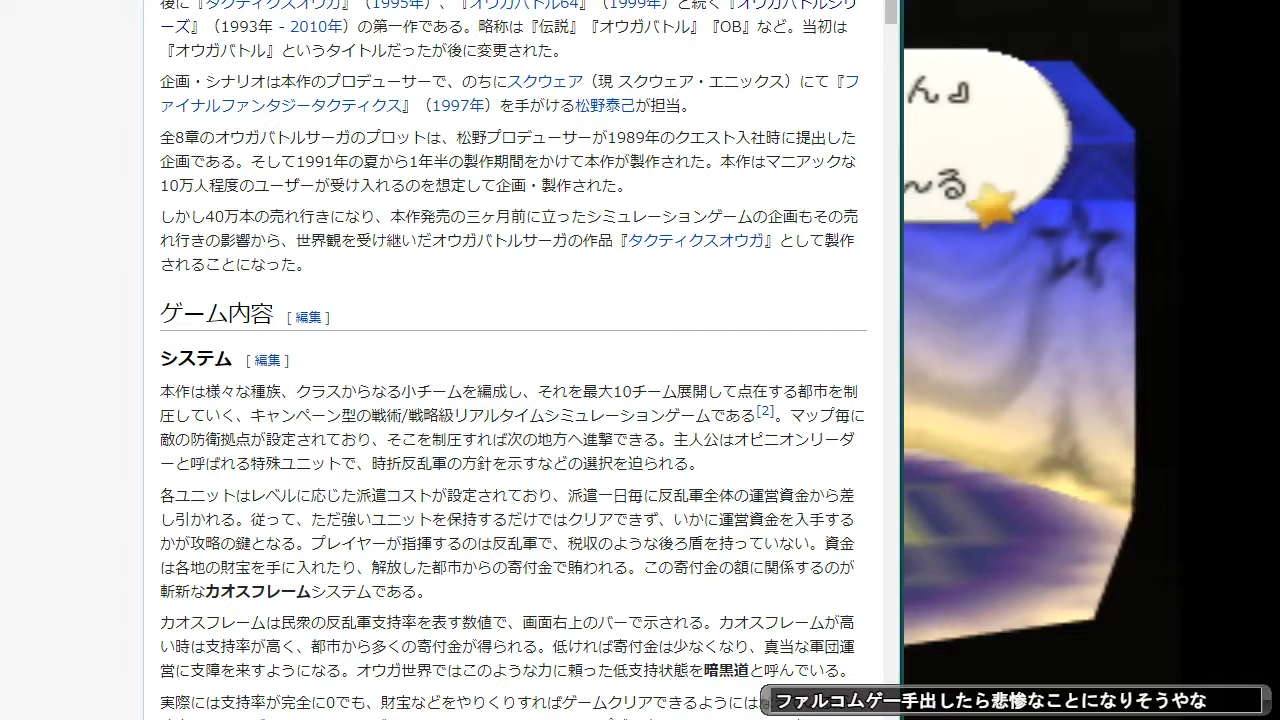 後に『タクティクスオウガ』（1995年）、『オウガバトル64』（1999年）と続く『オウガバトルシリ
ーズ』（1993年 - 2010年）の第一作である。略称は『伝説』『オウガバトル』『OB』など。当初は
『オウガバトル』というタイトルだったが後に変更された。
企画・シナリオは本作のプロデューサーで、のちにスクウェア（現 スクウェア・エニックス）にて『フ
ァイナルファンタジータクティクス』（1997年）を手がける松野泰己が担当。
全8章のオウガバトルサーガのプロットは、松野プロデューサーが1989年のクエスト入社時に提出した
企画である。そして1991年の夏から1年半の製作期間をかけて本作が製作された。本作はマニアックな
10万人程度のユーザーが受け入れるのを想定して企画・製作された。
しかし40万本の売れ行きになり、本作発売の三ヶ月前に立ったシミュレーションゲームの企画もその売
れ行きの影響から、世界観を受け継いだオウガバトルサーガの作品『タクティクスオウガ』として製作
されることになった。
ゲーム内容 [ 編集 ]
システム [ 編集 ]
本作は様々な種族、クラスからなる小チームを編成し、それを最大10チーム展開して点在する都市を制
圧していく、キャンペーン型の戦術/戦略級リアルタイムシミュレーションゲームである[2]。マップ毎に
敵の防衛拠点が設定されており、そこを制圧すれば次の地方へ進撃できる。主人公はオピニオンリーダ
ーと呼ばれる特殊ユニットで、時折反乱軍の方針を示すなどの選択を迫られる。
各ユニットはレベルに応じた派遣コストが設定されており、派遣一日毎に反乱軍全体の運営資金から差
し引かれる。従って、ただ強いユニットを保持するだけではクリアできず、いかに運営資金を入手する
かが攻略の鍵となる。プレイヤーが指揮するのは反乱軍で、税収のような後ろ盾を持っていない。資金
は各地の財宝を手に入れたり、解放した都市からの寄付金で賄われる。この寄付金の額に関係するのが
斬新なカオスフレームシステムである。
カオスフレームは民衆の反乱軍支持率を表す数値で、画面右上のバーで示される。カオスフレームが高
い時は支持率が高く、都市から多くの寄付金が得られる。低ければ寄付金は少なくなり、真当な軍団運
営に支障を来すようになる。オウガ世界ではこのような力に頼った低支持状態を暗黒道と呼んでいる。
実際には支持率が完全に0でも、財宝などをやりくりすればゲームクリアできるようには
ん』
～る
ファルコムゲー手出したら悲惨なことになりそうやな